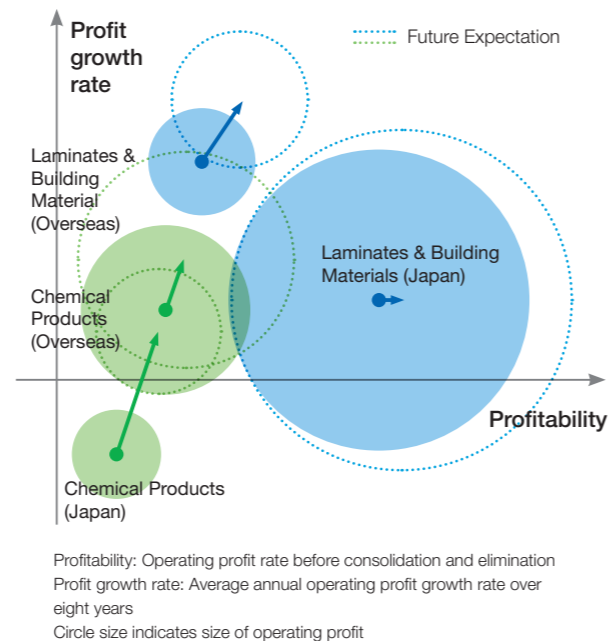 Profit
growth
rate
Future Expectation
Laminates &
Building
Material
(Overseas)
Laminates & Building
Materials (Japan)
Chemical
Products
(Overseas)
Profitability
Chemical Products
(Japan)
Profitability: Operating profit rate before consolidation and elimination
Profit growth rate: Average annual operating profit growth rate over
eight years
Circle size indicates size of operating profit